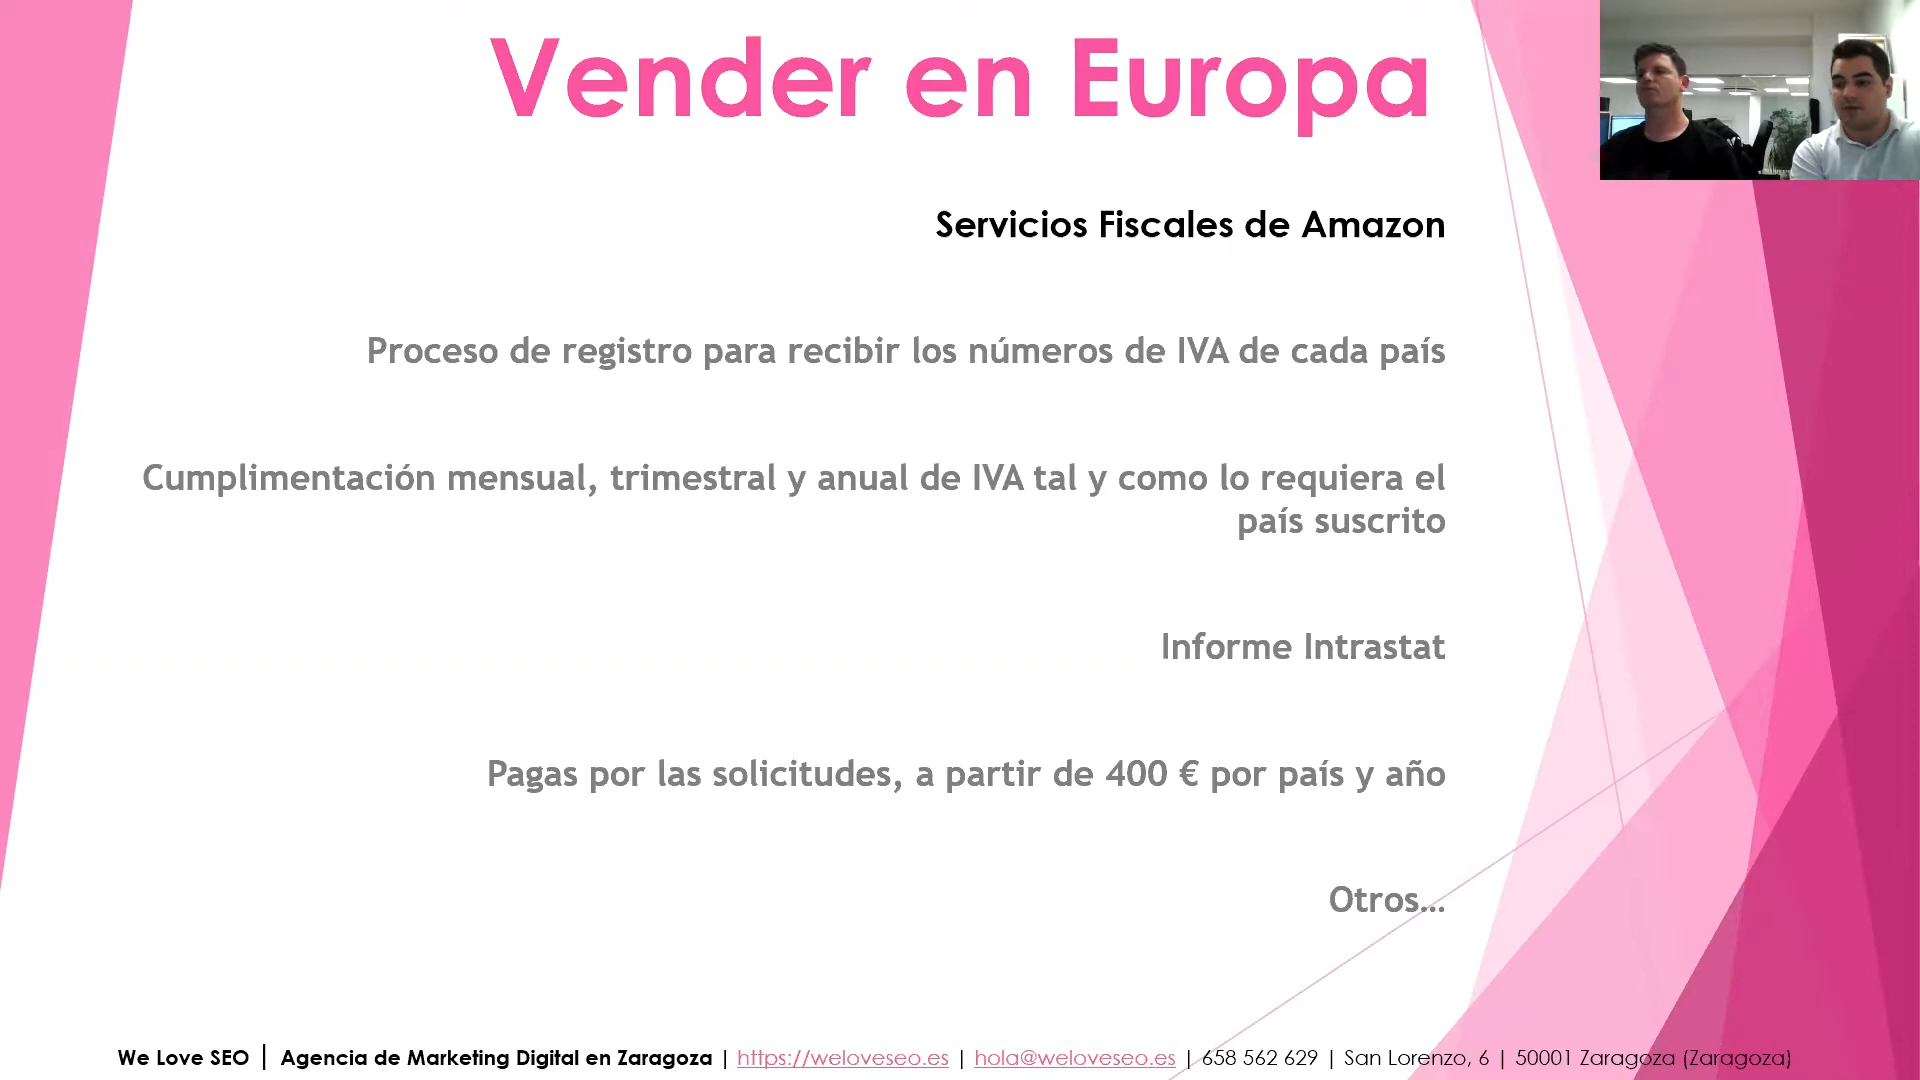 Vender en Europa
Servicios Fiscales de Amazon
Proceso de registro para recibir los números de IVA de cada país
Cumplimentación mensual, trimestral y anual de IVA tal y como lo requiera el
país suscrito
Informe Intrastat
Pagas por las solicitudes, a partir de 400 € por país y año
Otros...
We Love SEO | Agencia de Marketing Digital en Zaragoza | https://weloveseo.es | hola@weloveseo.es | 658 562 629 | San Lorenzo, 6 | 50001 Zaragoza (Zaragoza)